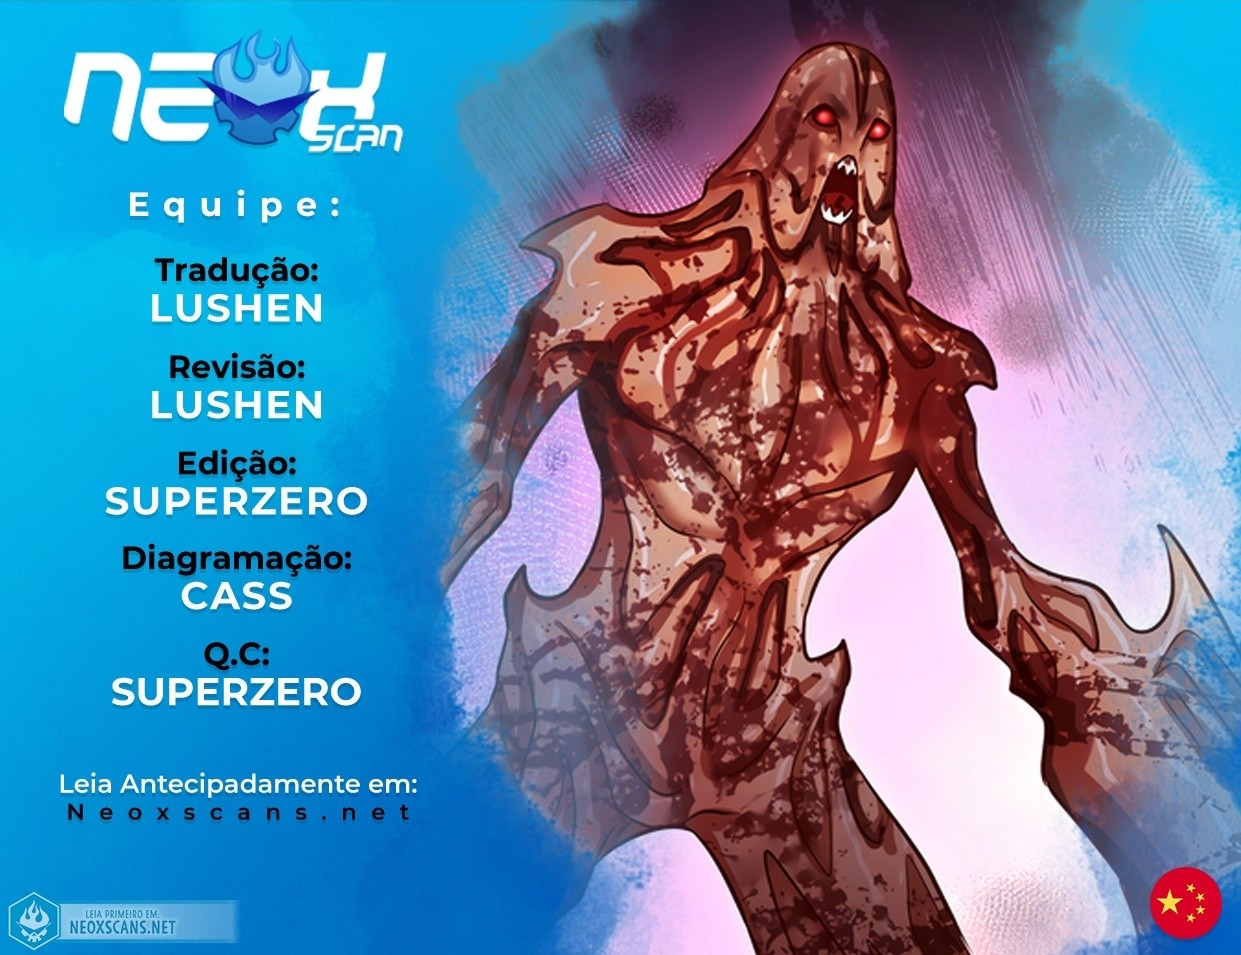 NEOX
SCAN
Equipe:
Tradução:
LUSHEN
Revisão:
LUSHEN
Edição:
SUPERZERO
Diagramação:
CASS
Q.C:
SUPERZERO
Leia Antecipadamente em:
Neoxscans.net
LEIA PRIMEIRO EM:
NEOXSCANS.NET